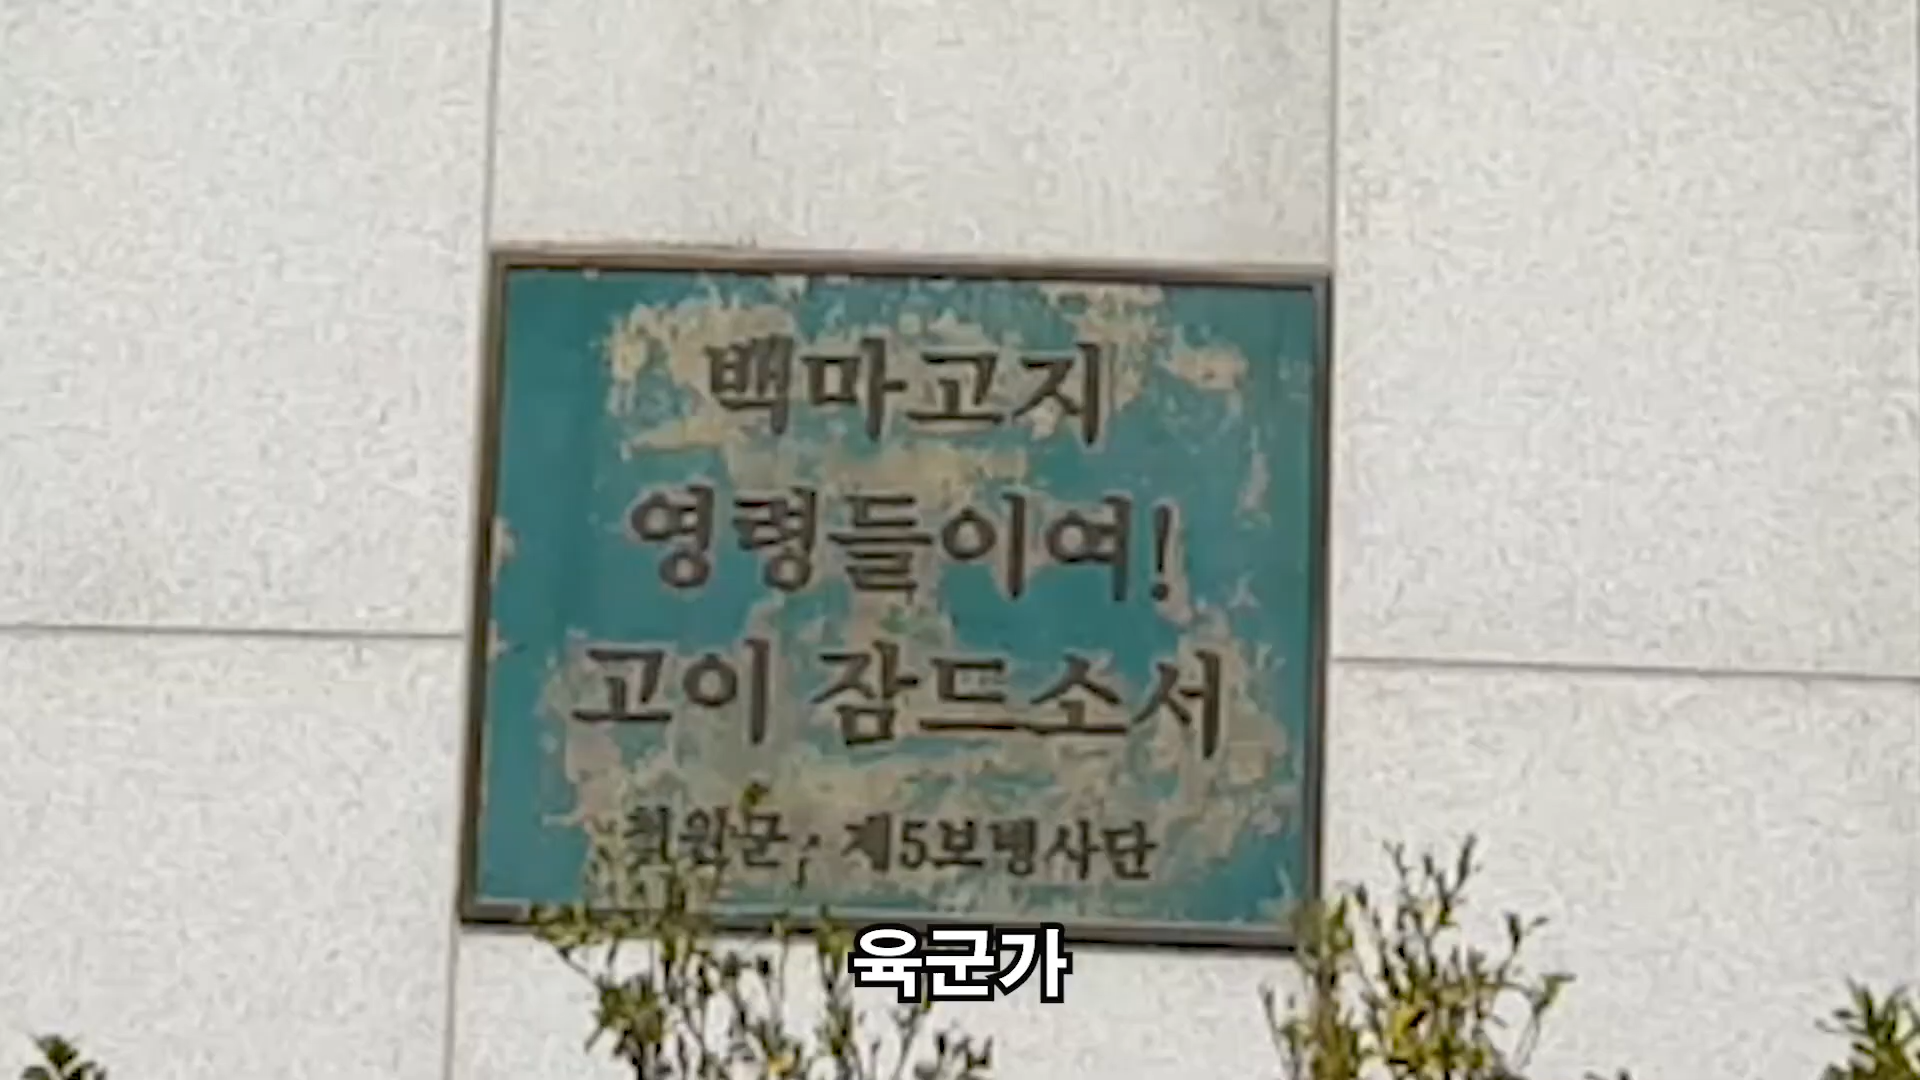 백마고지
영령들이여!
고이 잠드소서
철원군, 제5보병사단
육군가